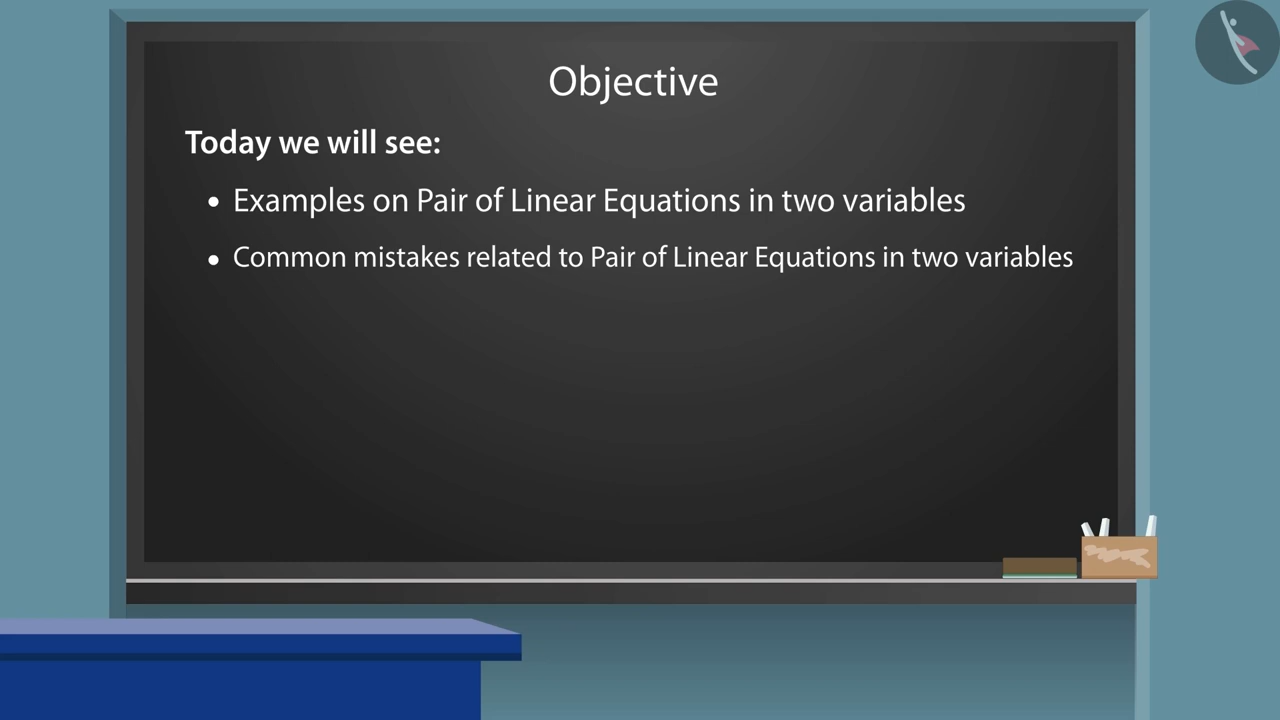 Objective
Today we will see:
• Examples on Pair of Linear Equations in two variables
• Common mistakes related to Pair of Linear Equations in two variables